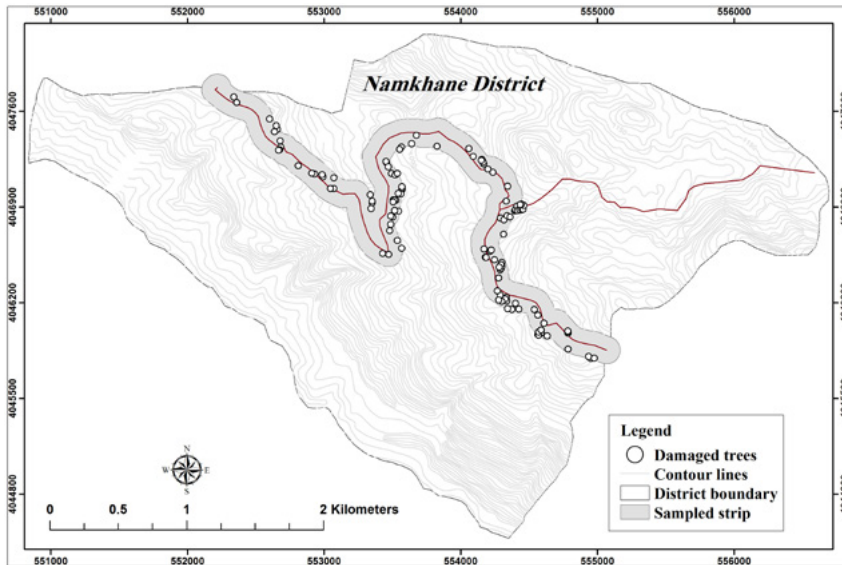 551000 552000 553000 554000 555000 556000
Namkhane District
4047600
4046900
4046200
4045500
4044800
N
W E
S
0 0.5 1 2 Kilometers
Legend
Damaged trees
Contour lines
District boundary
Sampled strip
551000 552000 553000 554000 555000 556000